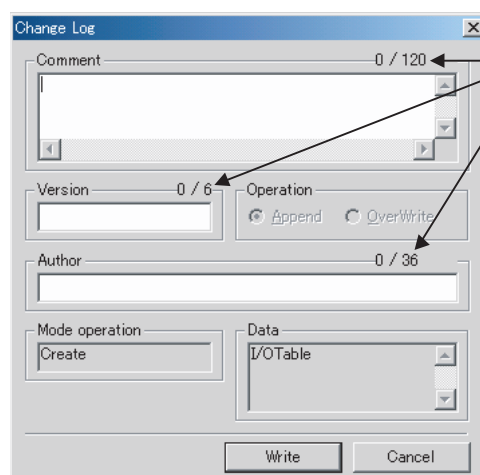 Change Log
Comment 0 / 120
Version 0 / 6 Operation
Append OverWrite
Author 0 / 36
Mode operation Data
Create I/OTable
Write Cancel